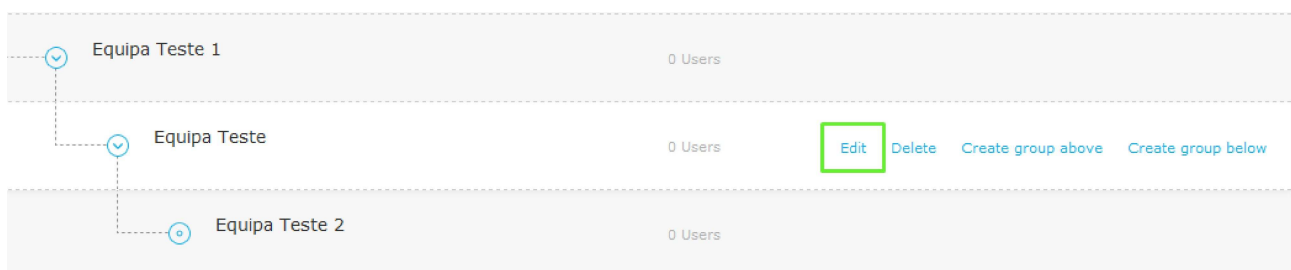 Equipa Teste 1
0 Users
Equipa Teste
0 Users
Edit Delete Create group above Create group below
Equipa Teste 2
0 Users